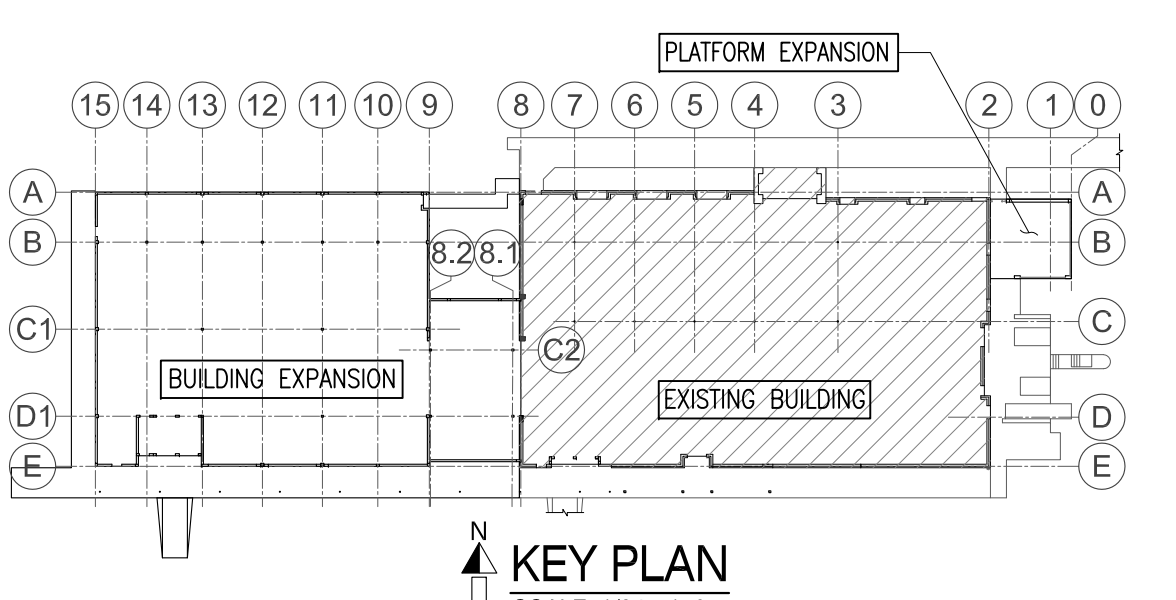 PLATFORM EXPANSION
15 14 13 12 11 10 9 8 7 6 5 4 3 2 1 0
A A
B B
8.2 8.1
C1 C
C2
BUILDING EXPANSION
EXISTING BUILDING
D1 D
E E
N
KEY PLAN